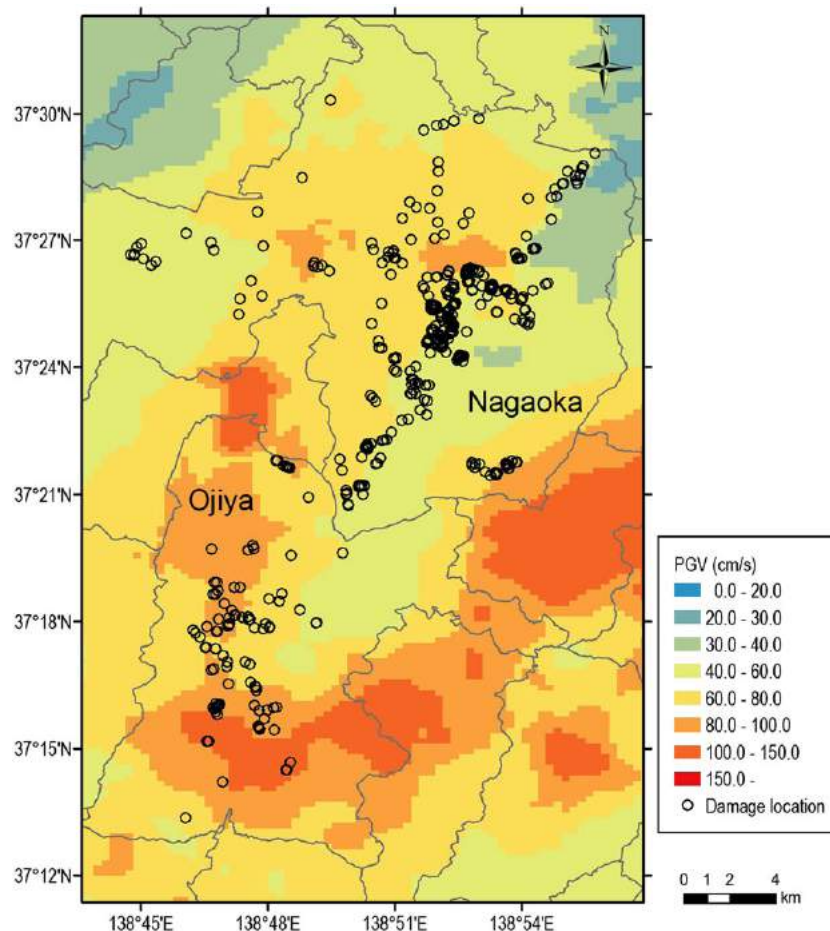 N
37°30'N
37°27'N
37°24'N
Nagaoka
37°21'N
Ojiya
37°18'N
37°15'N
37°12'N
138°45'E 138°48'E 138°51'E 138°54'E
PGV (cm/s)
0.0 - 20.0
20.0 - 30.0
30.0 - 40.0
40.0 - 60.0
60.0 - 80.0
80.0 - 100.0
100.0 - 150.0
150.0 -
Damage location
0 1 2 4
km